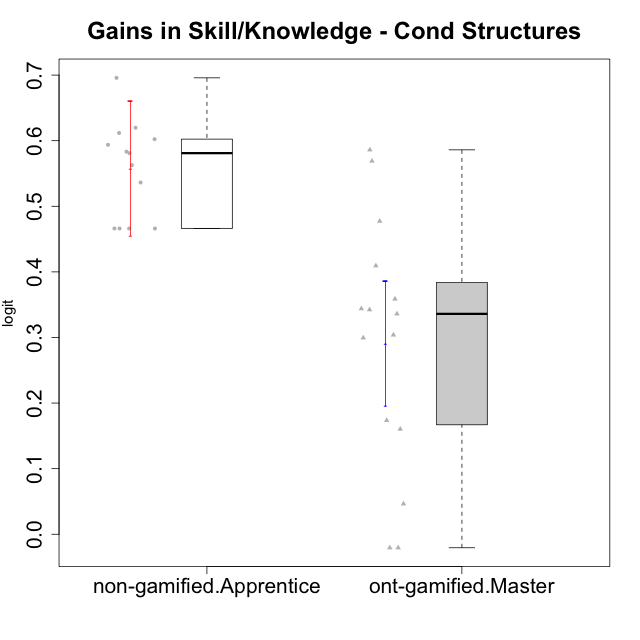 Gains in Skill/Knowledge - Cond Structures
logit
0.7
0.6
0.5
0.4
0.3
0.2
0.1
0.0
non-gamified.Apprentice
ont-gamified.Master